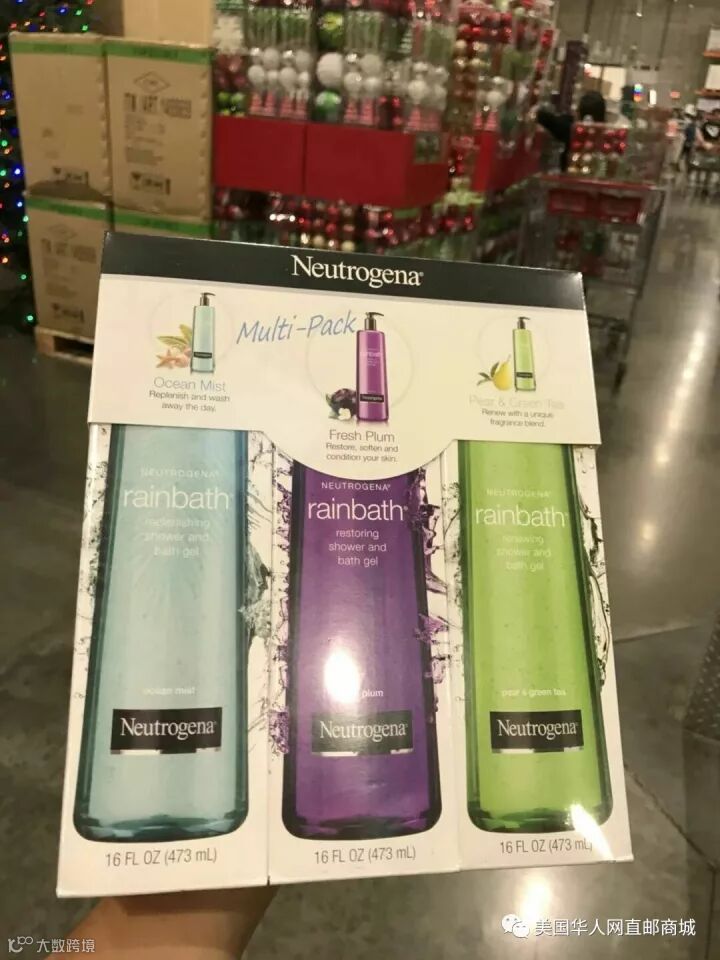 Neutrogena®
Multi-Pack
Ocean Mist
Replenish and wash
away the day.
Fresh Plum
Restore, soften and
condition your skin.
Pear & Green Tea
Renew with a unique
fragrance blend.
NEUTROGENA®
rainbath®
replenishing
shower and
bath gel
ocean mist
Neutrogena®
16 FL OZ (473 mL)
NEUTROGENA®
rainbath®
restoring
shower and
bath gel
plum
Neutrogena®
16 FL OZ (473 mL)
NEUTROGENA®
rainbath®
renewing
shower and
bath gel
pear & green tea
Neutrogena®
16 FL OZ (473 mL)
美国华人网直邮商城
大数跨境